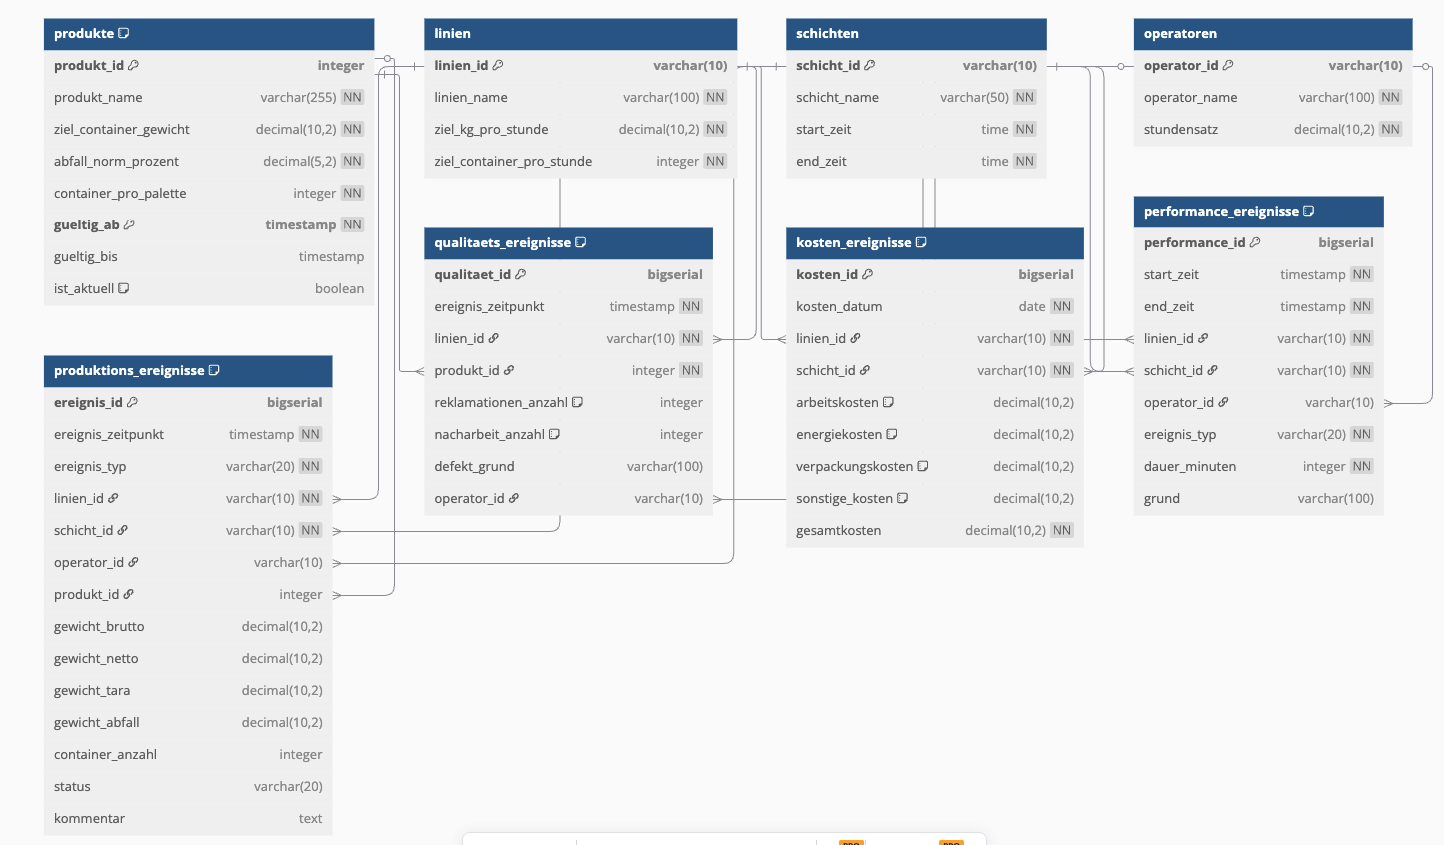 produkte
produkt_id integer
produkt_name varchar(255) NN
ziel_container_gewicht decimal(10,2) NN
abfall_norm_prozent decimal(5,2) NN
container_pro_palette integer NN
gueltig_ab timestamp NN
gueltig_bis timestamp
ist_aktuell boolean
linien
linien_id varchar(10)
linien_name varchar(100) NN
ziel_kg_pro_stunde decimal(10,2) NN
ziel_container_pro_stunde integer NN
schichten
schicht_id varchar(10)
schicht_name varchar(50) NN
start_zeit time NN
end_zeit time NN
operatoren
operator_id varchar(10)
operator_name varchar(100) NN
stundensatz decimal(10,2) NN
produktions_ereignisse
ereignis_id bigserial
ereignis_zeitpunkt timestamp NN
ereignis_typ varchar(20) NN
linien_id varchar(10) NN
schicht_id varchar(10) NN
operator_id varchar(10)
produkt_id integer
gewicht_brutto decimal(10,2)
gewicht_netto decimal(10,2)
gewicht_tara decimal(10,2)
gewicht_abfall decimal(10,2)
container_anzahl integer
status varchar(20)
kommentar text
qualitaets_ereignisse
qualitaet_id bigserial
ereignis_zeitpunkt timestamp NN
linien_id varchar(10) NN
produkt_id integer NN
reklamationen_anzahl integer
nacharbeit_anzahl integer
defekt_grund varchar(100)
operator_id varchar(10)
kosten_ereignisse
kosten_id bigserial
kosten_datum date NN
linien_id varchar(10) NN
schicht_id varchar(10) NN
arbeitskosten decimal(10,2)
energiekosten decimal(10,2)
verpackungskosten decimal(10,2)
sonstige_kosten decimal(10,2)
gesamtkosten decimal(10,2) NN
performance_ereignisse
performance_id bigserial
start_zeit timestamp NN
end_zeit timestamp NN
linien_id varchar(10) NN
schicht_id varchar(10) NN
operator_id varchar(10)
ereignis_typ varchar(20) NN
dauer_minuten integer NN
grund varchar(100)